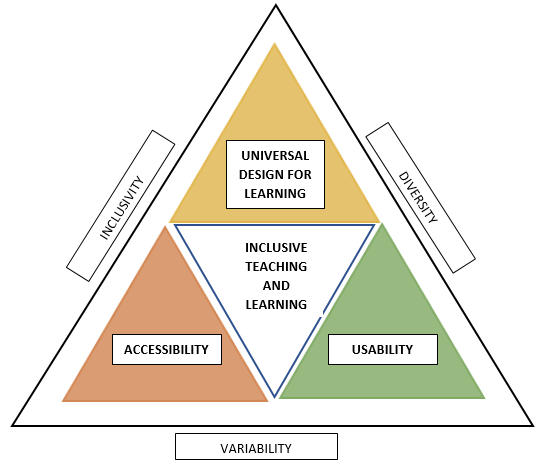 UNIVERSAL
DESIGN FOR
LEARNING
INCLUSIVITY
DIVERSITY
INCLUSIVE
TEACHING
AND
LEARNING
ACCESSIBILITY
USABILITY
VARIABILITY